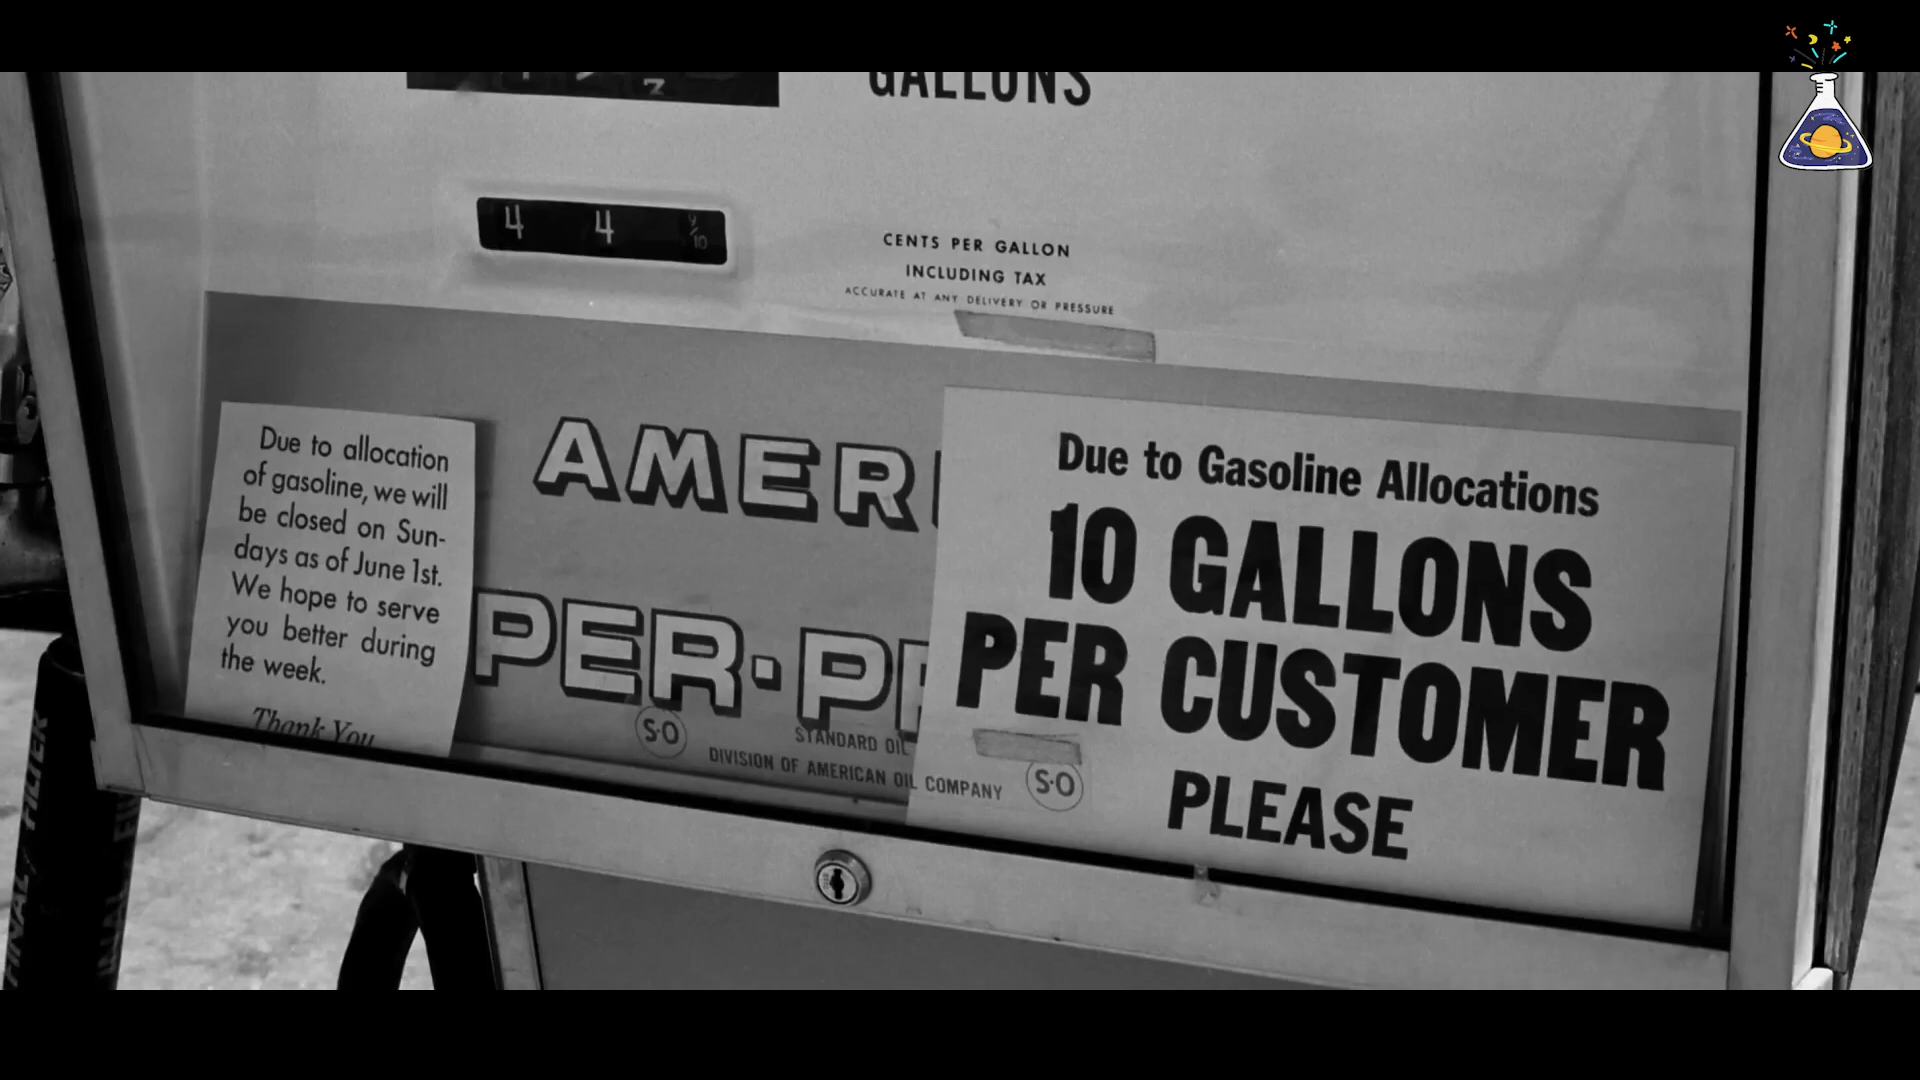 GALLONS
4 4 9/10
CENTS PER GALLON
INCLUDING TAX
ACCURATE AT ANY DELIVERY OR PRESSURE
Due to allocation
of gasoline, we will
be closed on Sun-
days as of June 1st.
We hope to serve
you better during
the week.
Thank You
AMER
PER-P
S-O
STANDARD OIL
DIVISION OF AMERICAN OIL COMPANY
S-O
Due to Gasoline Allocations
10 GALLONS
PER CUSTOMER
PLEASE
FINAL FILTER